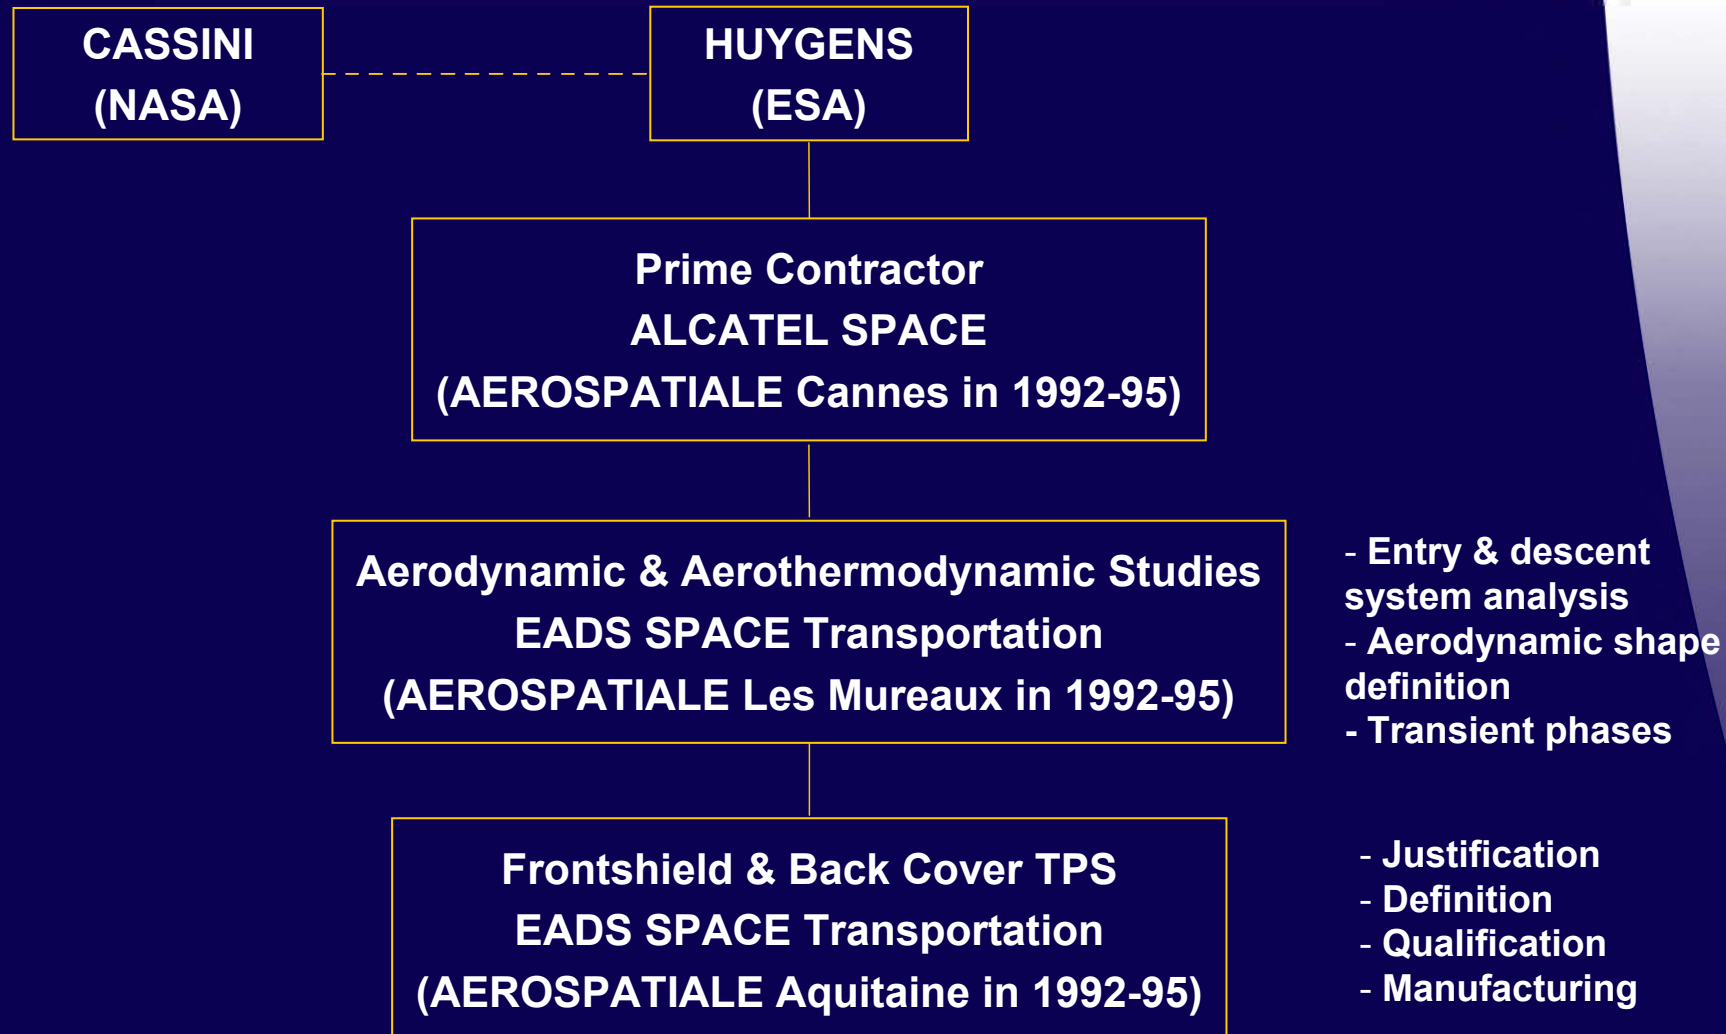 CASSINI
(NASA)
HUYGENS
(ESA)
Prime Contractor
ALCATEL SPACE
(AEROSPATIALE Cannes in 1992-95)
Aerodynamic & Aerothermodynamic Studies
EADS SPACE Transportation
(AEROSPATIALE Les Mureaux in 1992-95)
- Entry & descent
system analysis
- Aerodynamic shape
definition
- Transient phases
Frontshield & Back Cover TPS
EADS SPACE Transportation
(AEROSPATIALE Aquitaine in 1992-95)
- Justification
- Definition
- Qualification
- Manufacturing